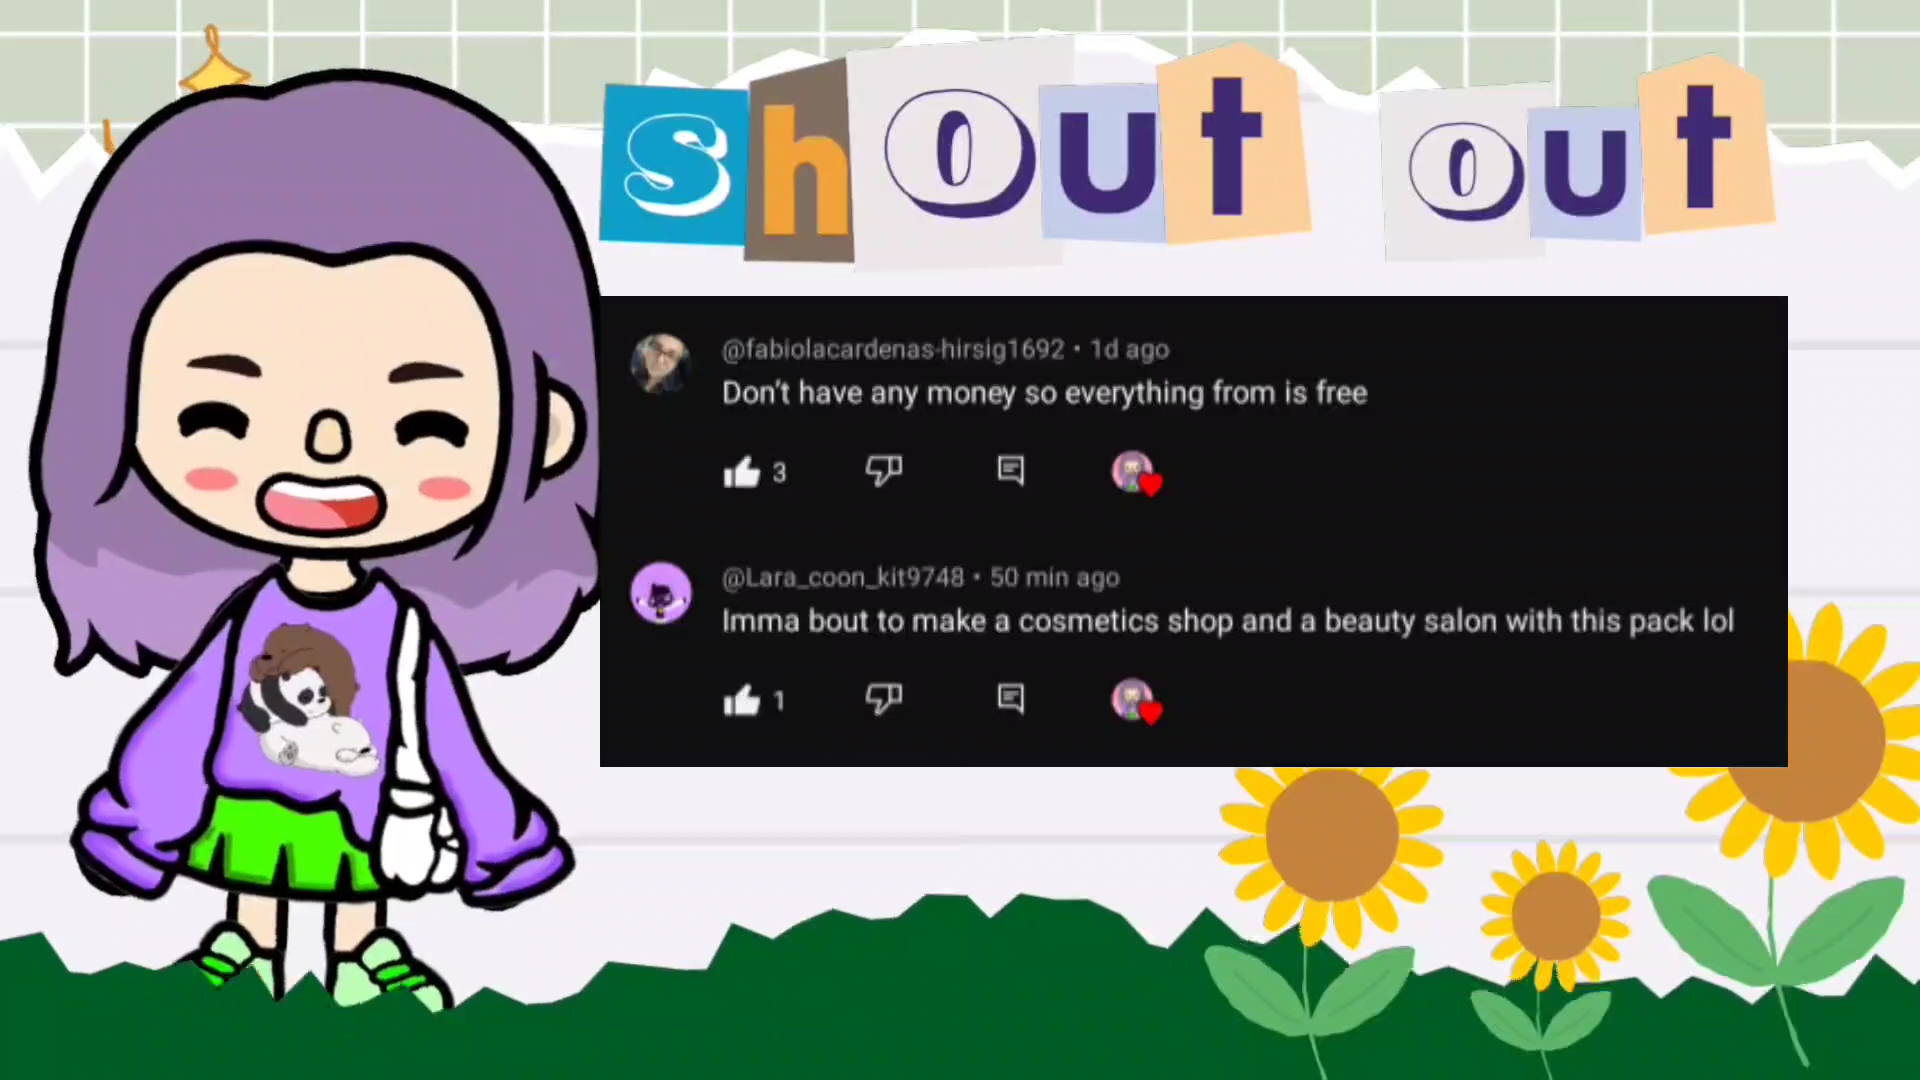 Shout out
@fabiolacardenas-hirsig1692 • 1d ago
Don't have any money so everything from is free
3
@Lara_coon_kit9748 • 50 min ago
Imma bout to make a cosmetics shop and a beauty salon with this pack lol
1